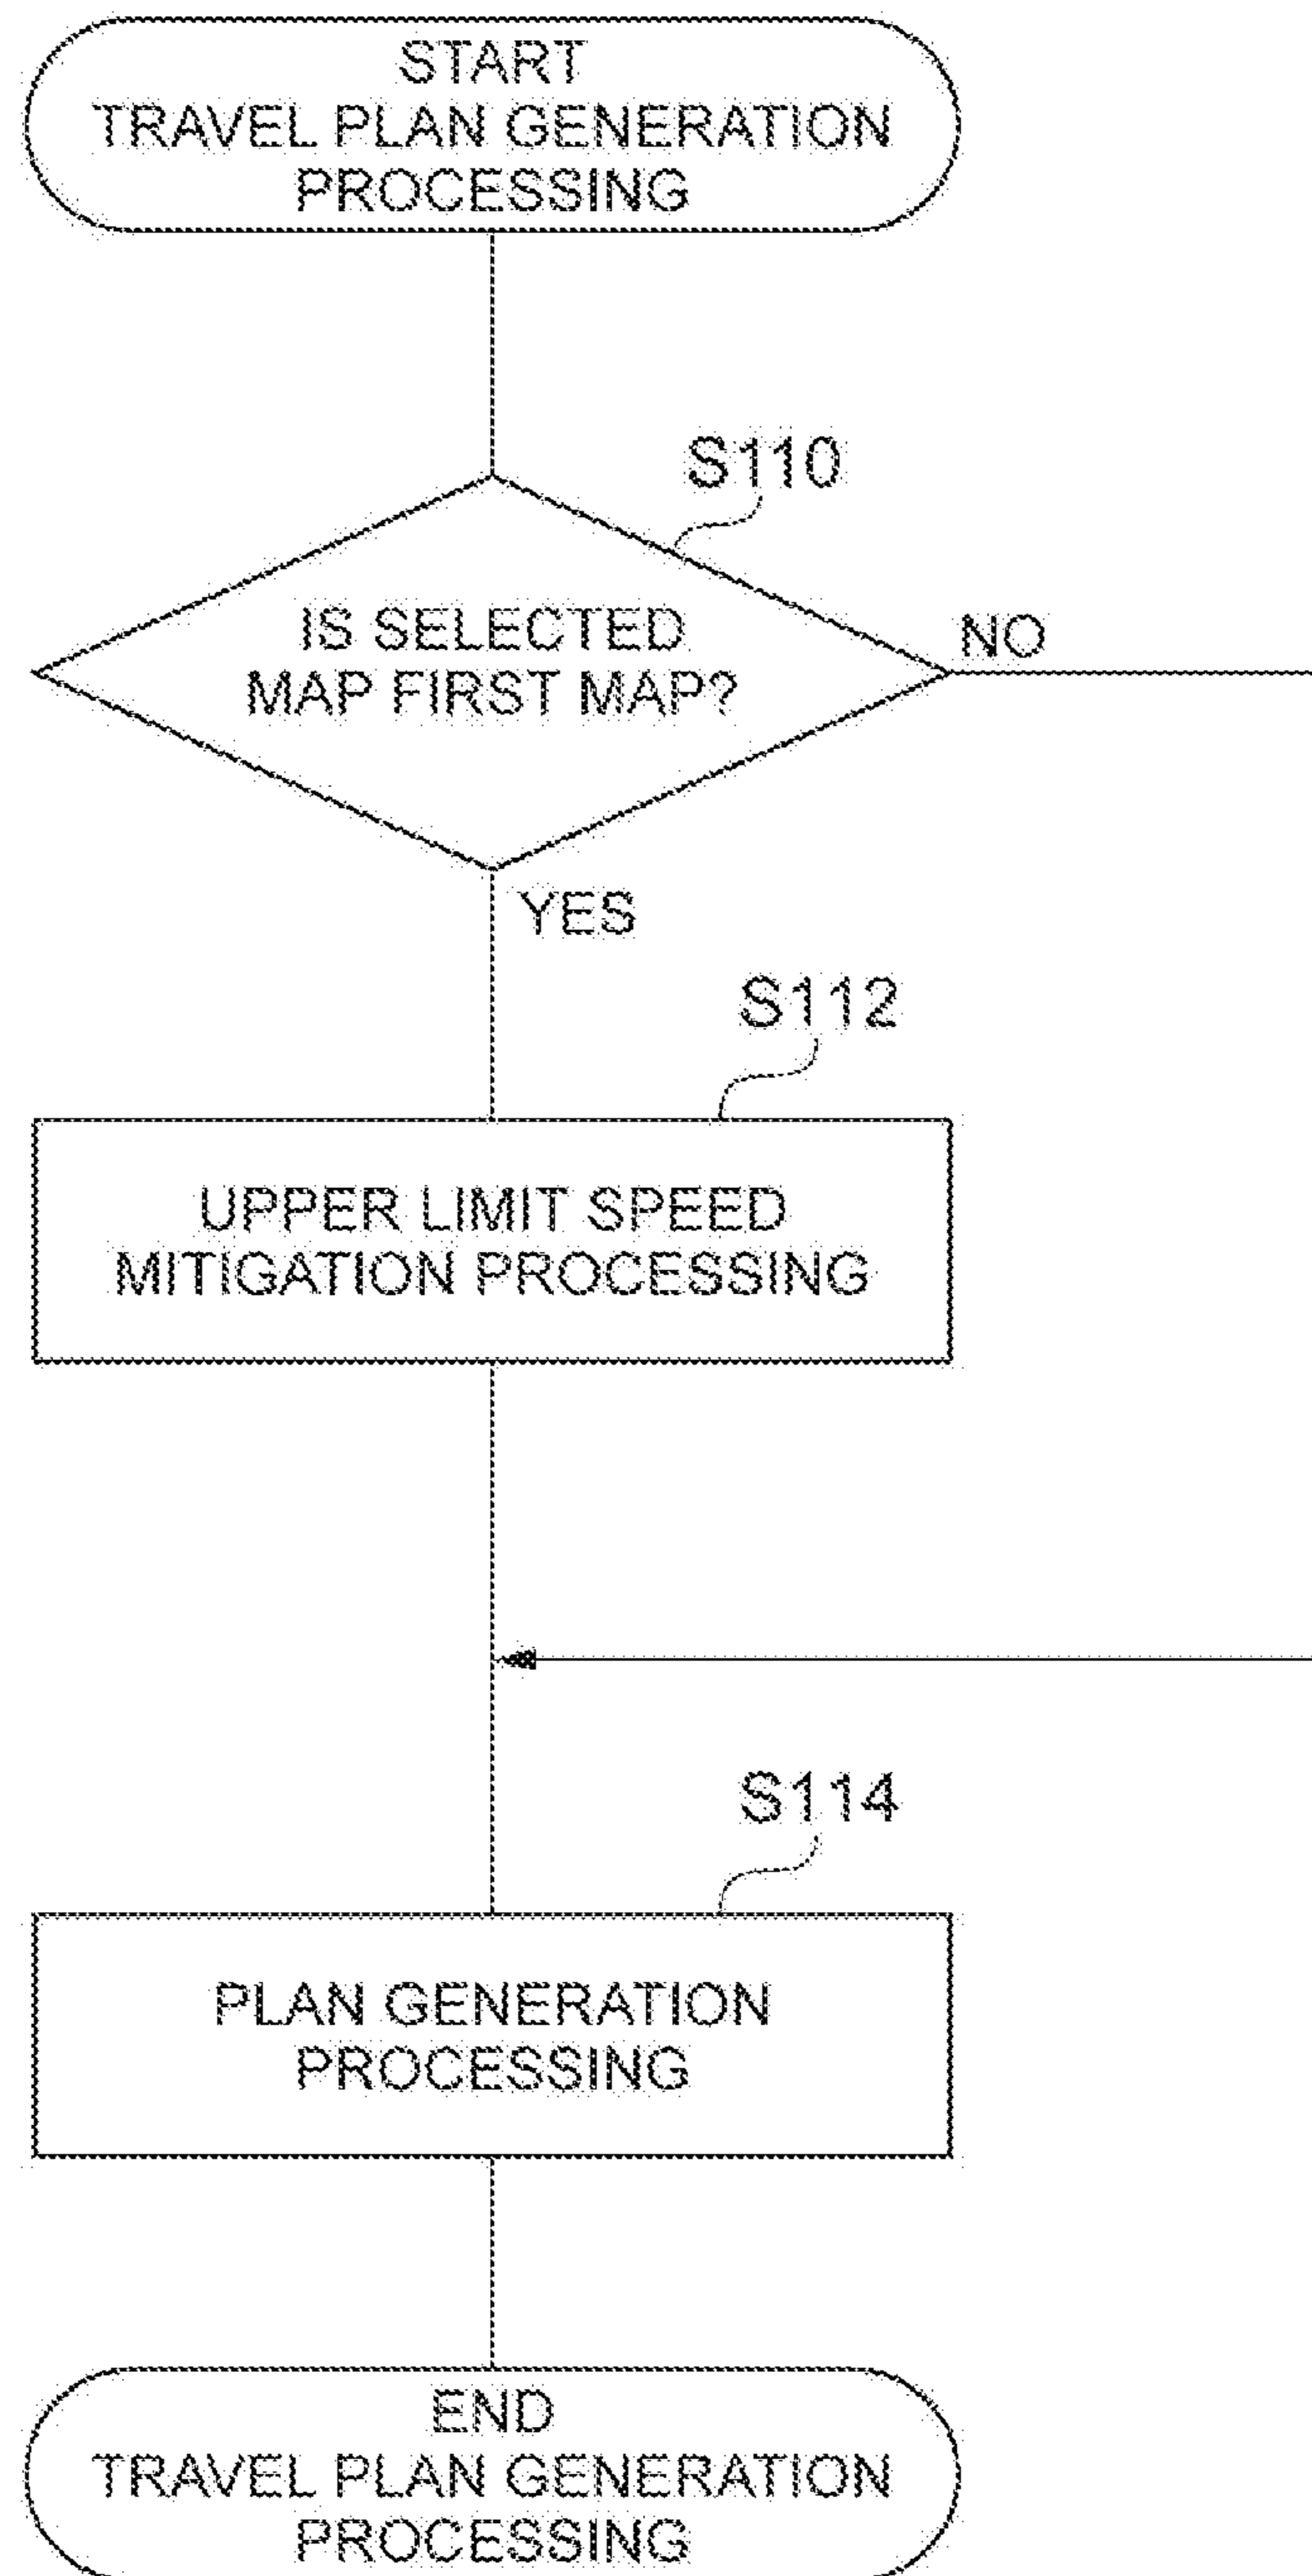 START
TRAVEL PLAN GENERATION
PROCESSING
S110
IS SELECTED
MAP FIRST MAP?
NO
YES
S112
UPPER LIMIT SPEED
MITIGATION PROCESSING
S114
PLAN GENERATION
PROCESSING
END
TRAVEL PLAN GENERATION
PROCESSING